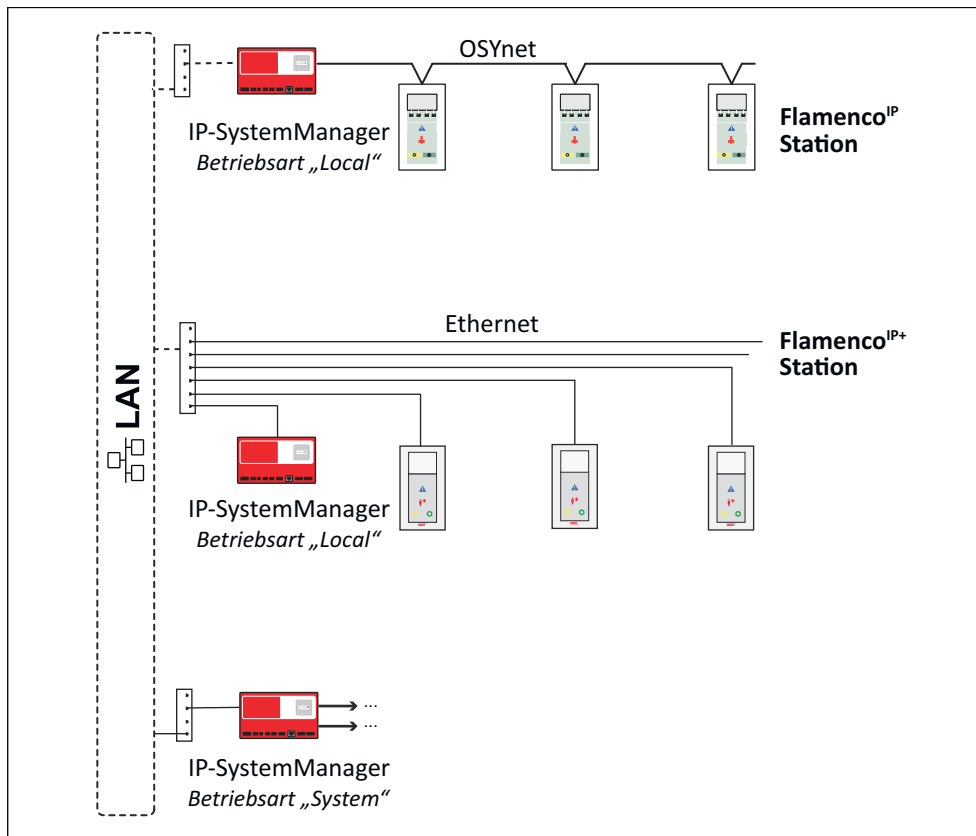 OSYnet
IP-SystemManager
Betriebsart „Local“
Flamenco^IP
Station
Ethernet
Flamenco^IP+
Station
LAN
IP-SystemManager
Betriebsart „Local“
...
...
IP-SystemManager
Betriebsart „System“